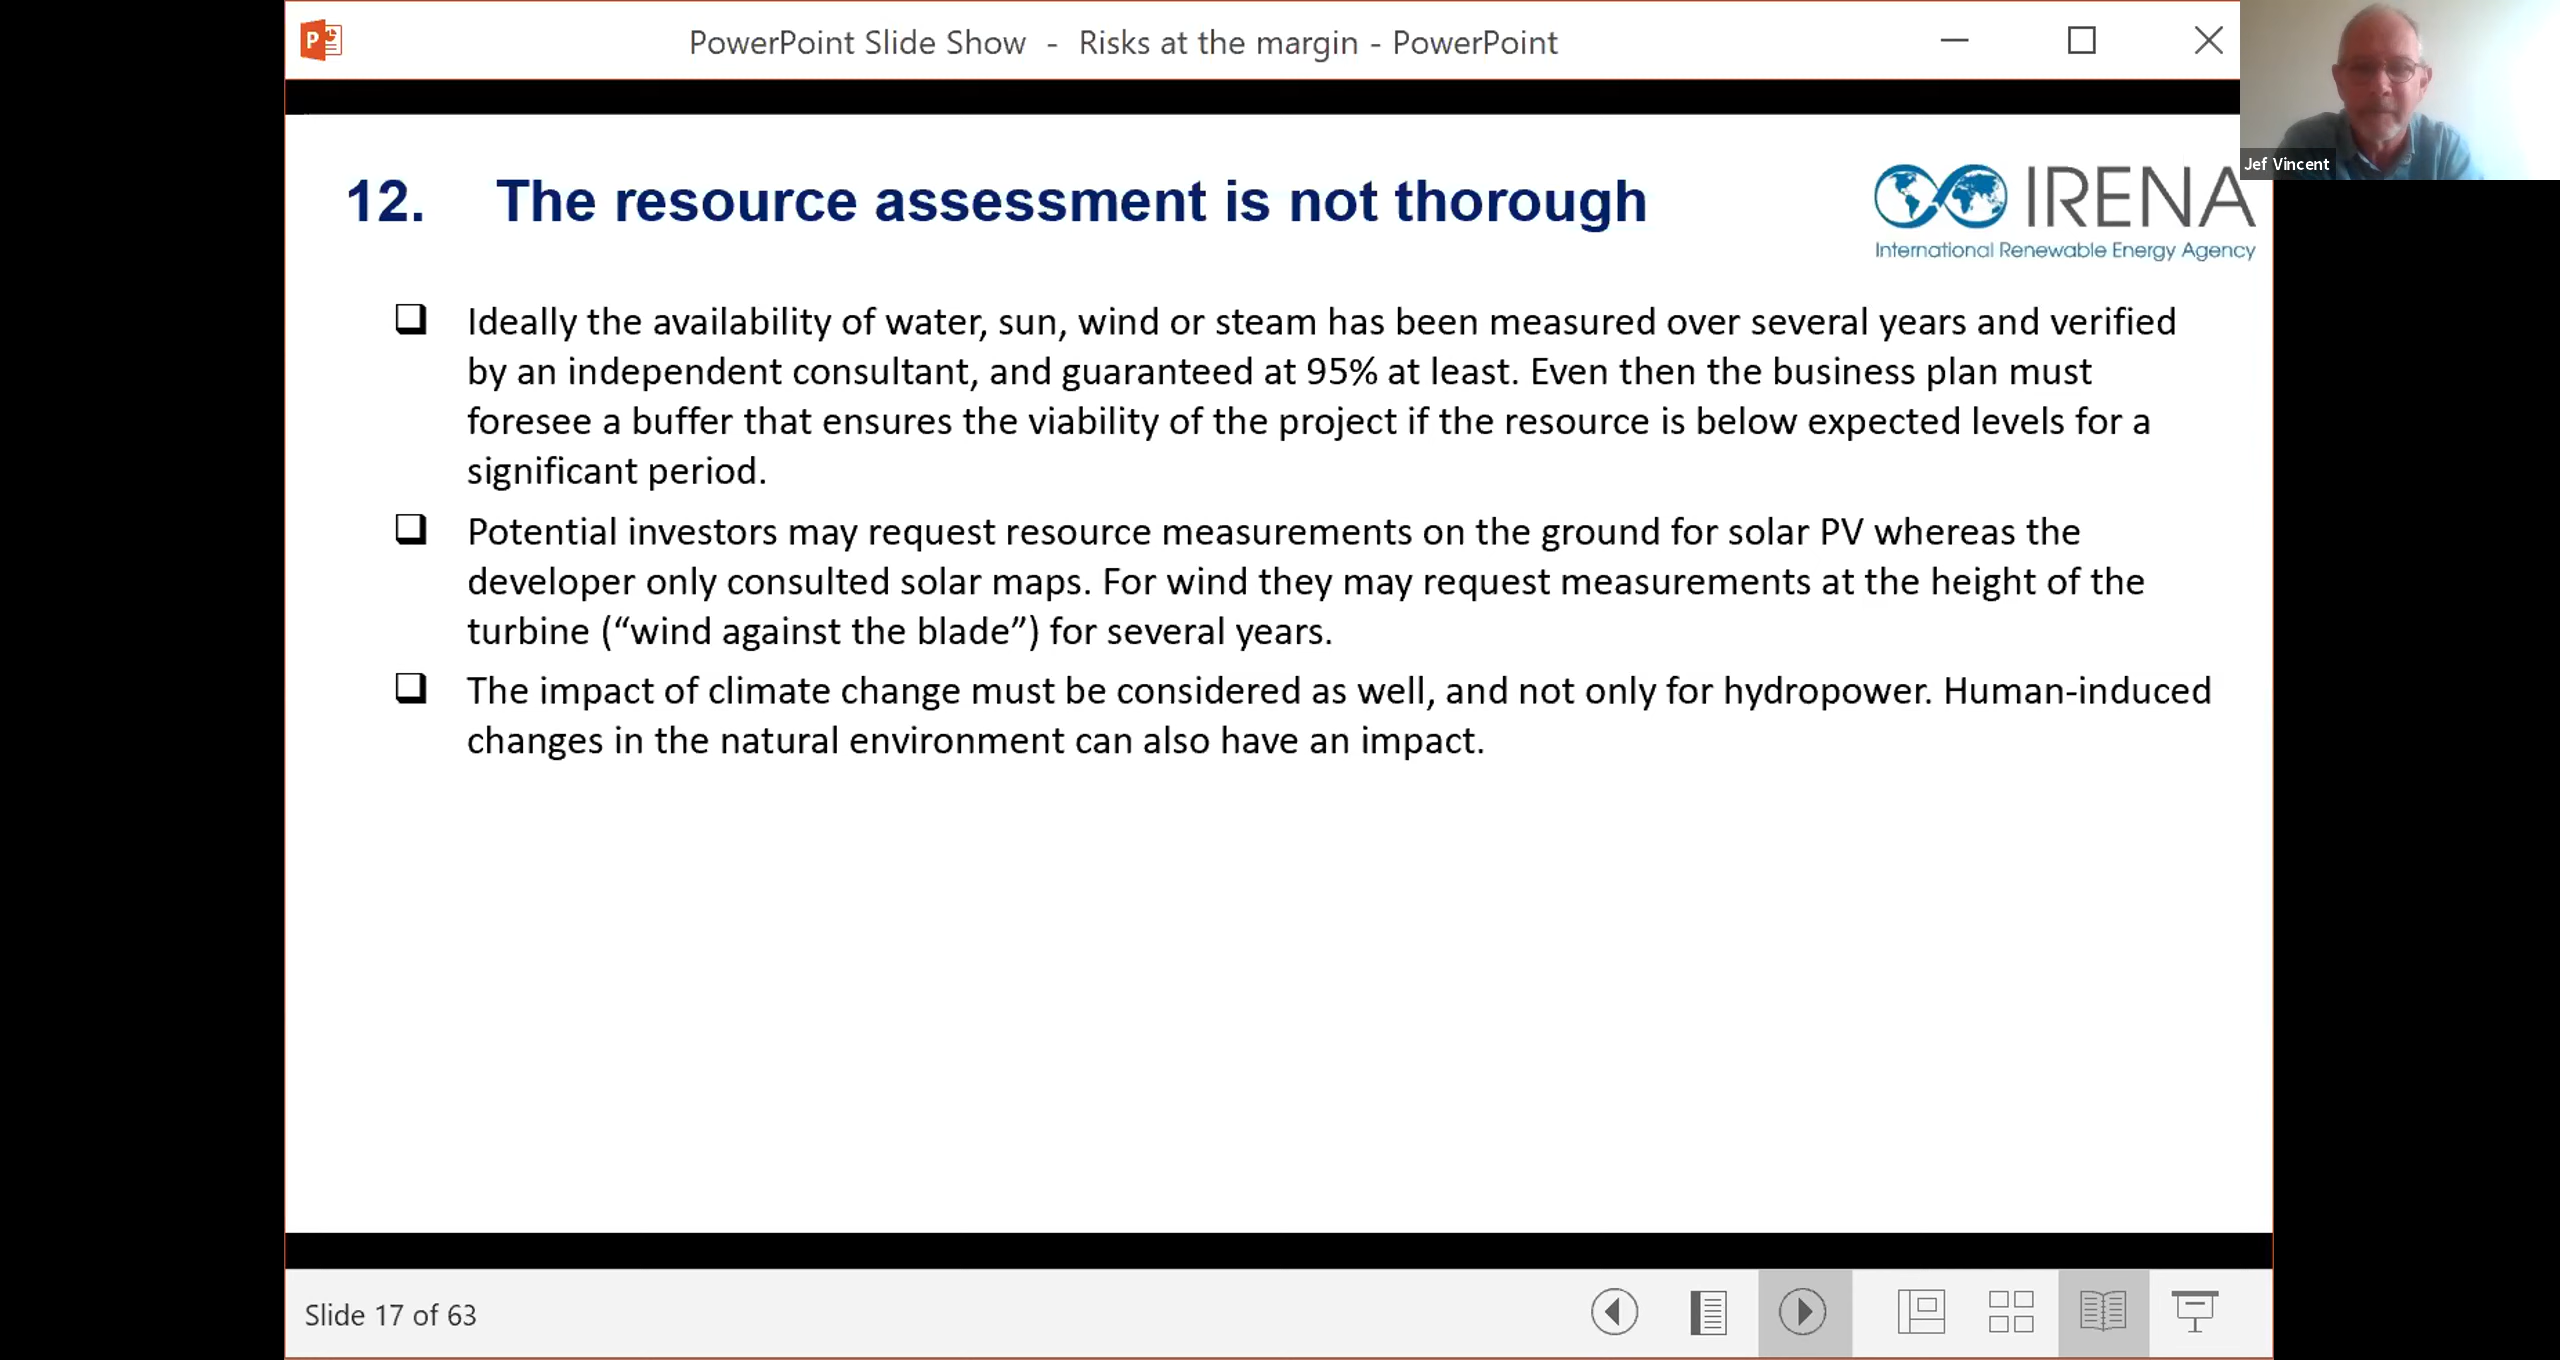 PowerPoint Slide Show - Risks at the margin - PowerPoint
Jef Vincent
12. The resource assessment is not thorough
IRENA
International Renewable Energy Agency
Ideally the availability of water, sun, wind or steam has been measured over several years and verified
by an independent consultant, and guaranteed at 95% at least. Even then the business plan must
foresee a buffer that ensures the viability of the project if the resource is below expected levels for a
significant period.
Potential investors may request resource measurements on the ground for solar PV whereas the
developer only consulted solar maps. For wind they may request measurements at the height of the
turbine (“wind against the blade”) for several years.
The impact of climate change must be considered as well, and not only for hydropower. Human-induced
changes in the natural environment can also have an impact.
Slide 17 of 63